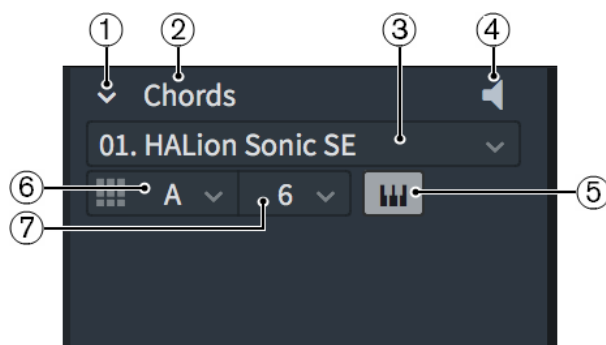 ① ② ③ ④
Chords
01. HALion Sonic SE
⑥ A 6 ⑤
⑦